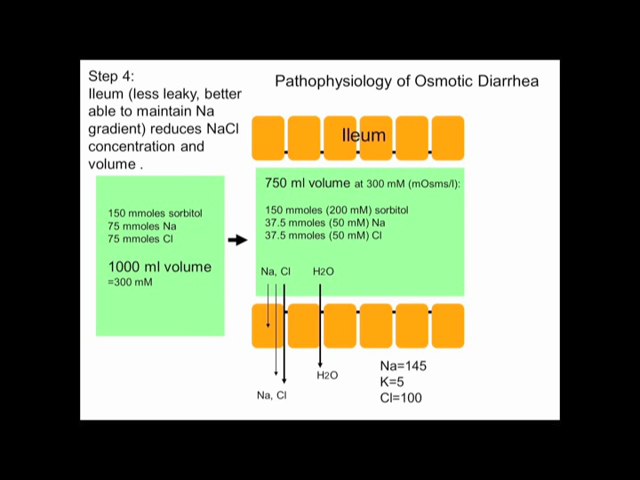 Step 4:
Ileum (less leaky, better
able to maintain Na
gradient) reduces NaCl
concentration and
volume .
Pathophysiology of Osmotic Diarrhea
Ileum
150 mmoles sorbitol
75 mmoles Na
75 mmoles Cl
1000 ml volume
=300 mM
750 ml volume at 300 mM (mOsms/l):
150 mmoles (200 mM) sorbitol
37.5 mmoles (50 mM) Na
37.5 mmoles (50 mM) Cl
Na, Cl
H2O
H2O
Na, Cl
Na=145
K=5
Cl=100